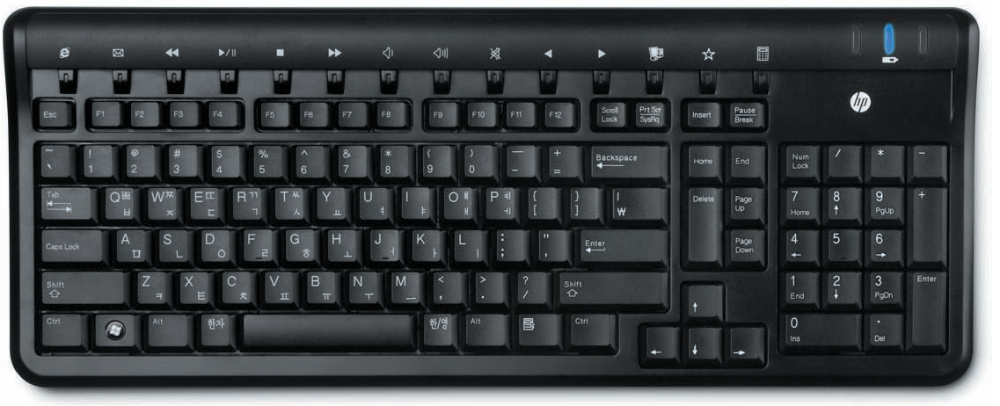 hp
Esc F1 F2 F3 F4 F5 F6 F7 F8 F9 F10 F11 F12 Scroll Lock Prt Scr SysRq Insert Pause Break
~ ` ! 1 @ 2 # 3 $ 4 % 5 ^ 6 & 7 * 8 ( 9 ) 0 — - + = Backspace Home End Num Lock / * -
Tab Q ㅃ ㅂ W ㅉ ㅈ E ㄸ ㄷ R ㄲ ㄱ T ㅆ ㅅ Y ㅛ U ㅕ I ㅑ O ㅒ ㅐ P ㅖ ㅔ { [ } ] | ₩ Delete Page Up 7 Home 8 ↑ 9 PgUp +
Caps Lock A ㅁ S ㄴ D ㅇ F ㄹ G ㅎ H ㅗ J ㅓ K ㅏ L ㅣ : ; " ' Enter Page Down 4 ← 5 6 →
Shift Z ㅋ X ㅌ C ㅊ V ㅍ B ㅠ N ㅜ M ㅡ < , > . ? / Shift ↑ 1 End 2 ↓ 3 PgDn Enter
Ctrl Alt 한자 한/영 Alt Ctrl ← ↓ → 0 Ins . Del